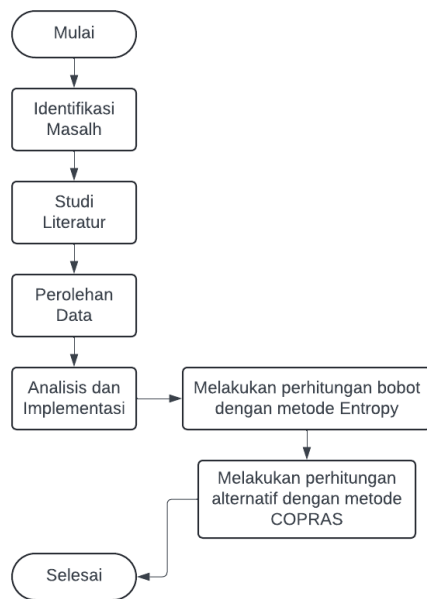 Mulai
Identifikasi
Masalh
Studi
Literatur
Perolehan
Data
Analisis dan
Implementasi
Melakukan perhitungan bobot
dengan metode Entropy
Melakukan perhitungan
alternatif dengan metode
COPRAS
Selesai